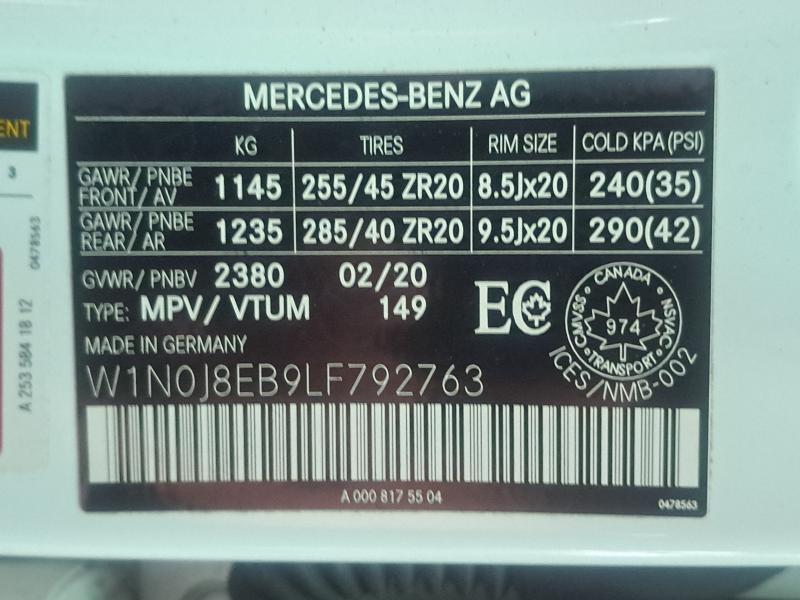 MERCEDES-BENZ AG
KG TIRES RIM SIZE COLD KPA (PSI)
GAWR/ PNBE
FRONT/ AV 1145 255/45 ZR20 8.5Jx20 240(35)
GAWR/ PNBE
REAR/ AR 1235 285/40 ZR20 9.5Jx20 290(42)
GVWR/ PNBV 2380 02/20
TYPE: MPV/ VTUM 149
EC
CANADA
CMVSS NSVAC
974
TRANSPORT
ICES/NMB-002
MADE IN GERMANY
W1N0J8EB9LF792763
A 000 817 55 04
0478563
ENT
3
0478563
A 253 584 18 12